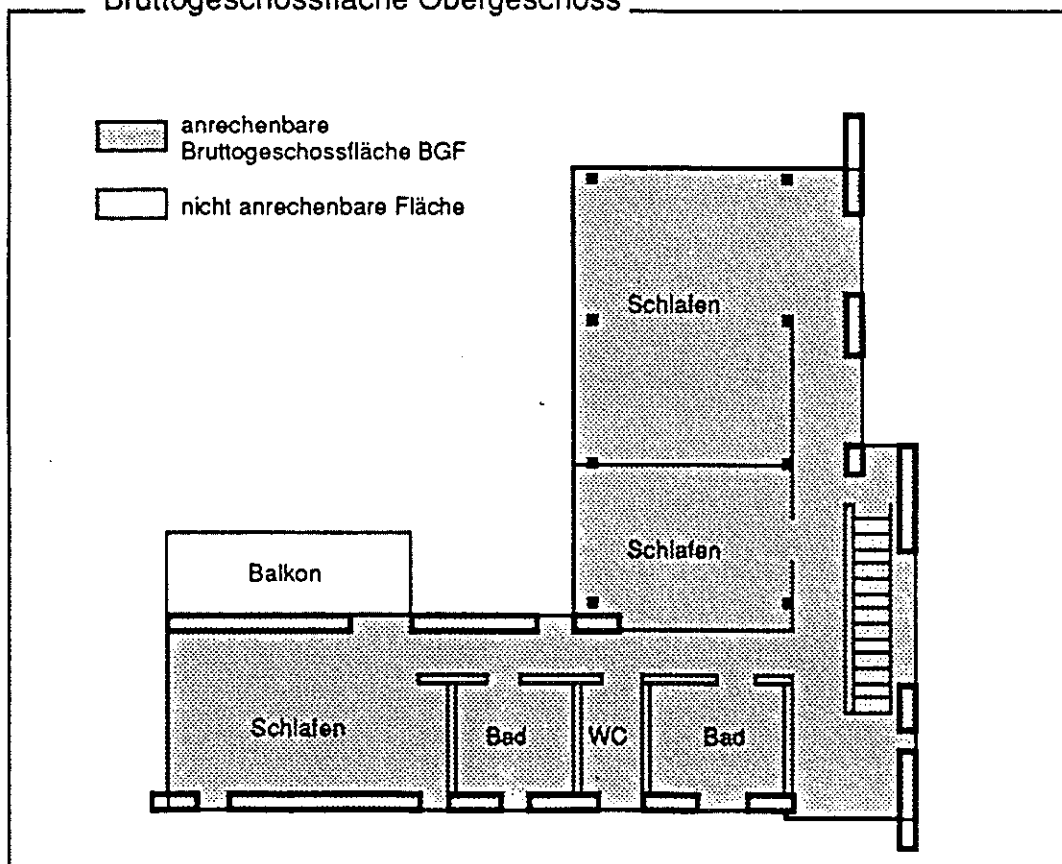 Bruttogeschossfläche Obergeschoss
anrechenbare
Bruttogeschossfläche BGF
nicht anrechenbare Fläche
Schlafen
Schlafen
Balkon
Schlafen
Bad
WC
Bad